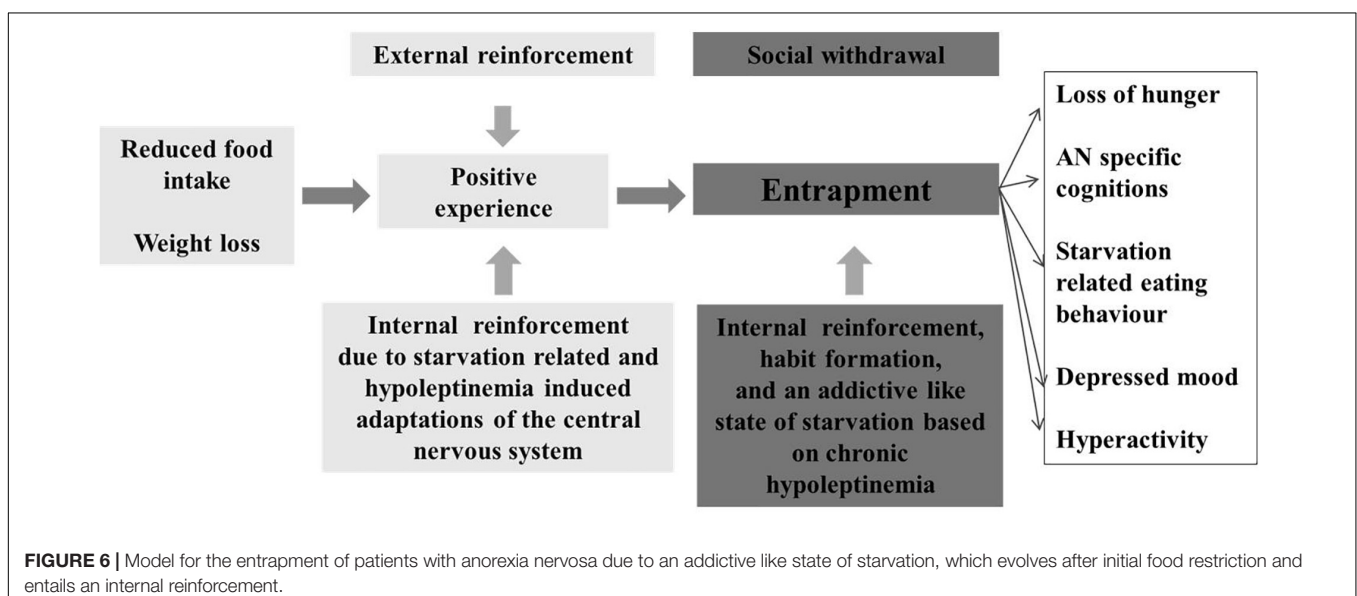 External reinforcement
Social withdrawal
Reduced food
intake
Weight loss
Positive
experience
Entrapment
Loss of hunger
AN specific
cognitions
Starvation
related eating
behaviour
Depressed mood
Hyperactivity
Internal reinforcement
due to starvation related and
hypoleptinemia induced
adaptations of the central
nervous system
Internal reinforcement,
habit formation,
and an addictive like
state of starvation based
on chronic
hypoleptinemia
FIGURE 6 | Model for the entrapment of patients with anorexia nervosa due to an addictive like state of starvation, which evolves after initial food restriction and
entails an internal reinforcement.